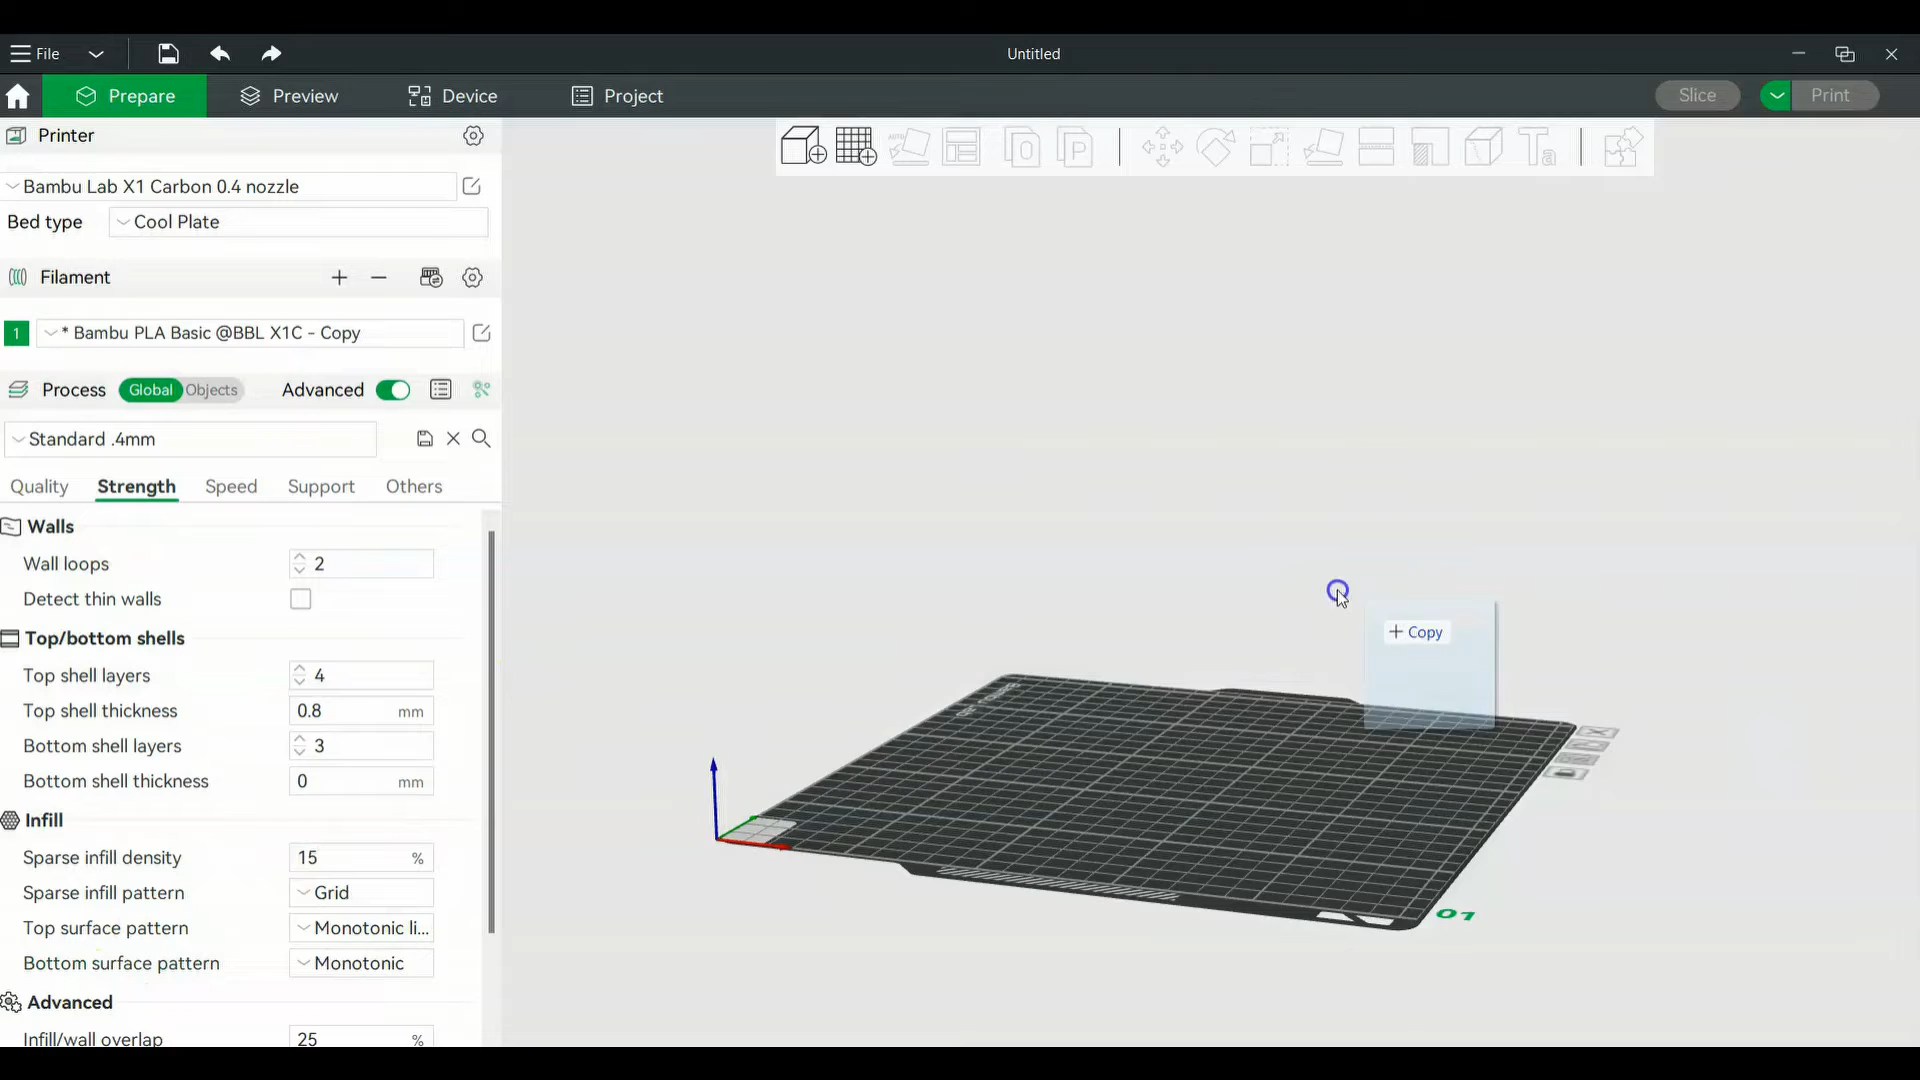 File
Untitled
Prepare
Preview
Device
Project
Slice
Print
Printer
Bambu Lab X1 Carbon 0.4 nozzle
Bed type
Cool Plate
Filament
1
* Bambu PLA Basic @BBL X1C - Copy
Process
Global
Objects
Advanced
Standard .4mm
Quality
Strength
Speed
Support
Others
Walls
Wall loops
2
Detect thin walls
Top/bottom shells
Top shell layers
4
Top shell thickness
0.8 mm
Bottom shell layers
3
Bottom shell thickness
0 mm
Infill
Sparse infill density
15 %
Sparse infill pattern
Grid
Top surface pattern
Monotonic li...
Bottom surface pattern
Monotonic
Advanced
Infill/wall overlap
25 %
AUTO
+ Copy
01